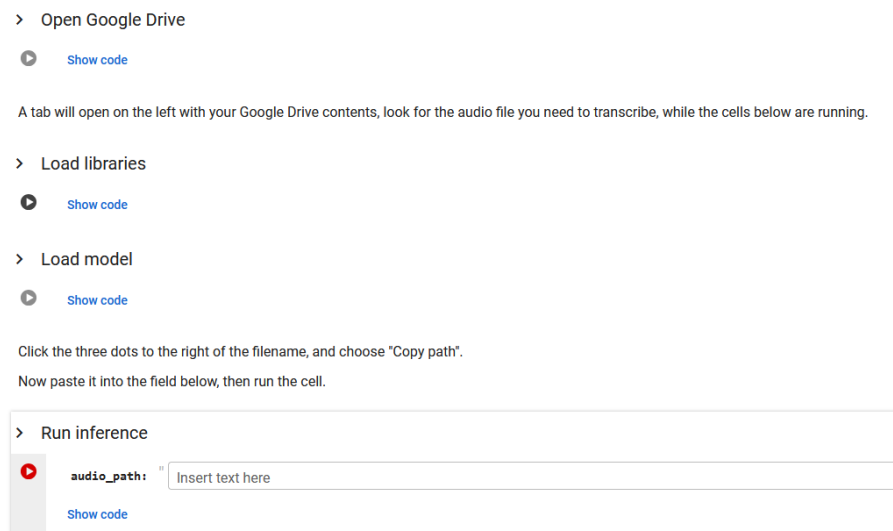 Open Google Drive
Show code
A tab will open on the left with your Google Drive contents, look for the audio file you need to transcribe, while the cells below are running.
Load libraries
Show code
Load model
Show code
Click the three dots to the right of the filename, and choose "Copy path".
Now paste it into the field below, then run the cell.
Run inference
audio_path: " Insert text here
Show code